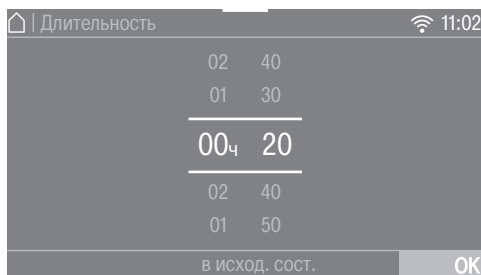 | Длительность 11:02
02 40
01 30
00ч 20
02 40
01 50
в исход. сост. OK